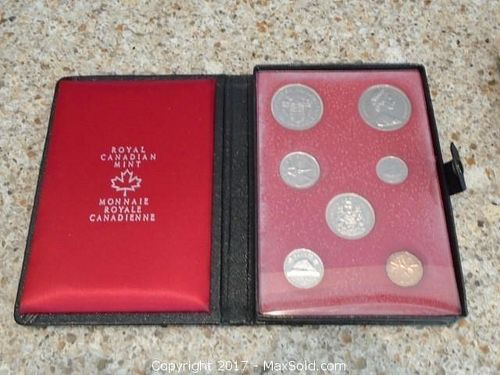 ROYAL
CANADIAN
MINT
MONNAIE
ROYALE
CANADIENNE
Copyright 2017 - MaxSold.com